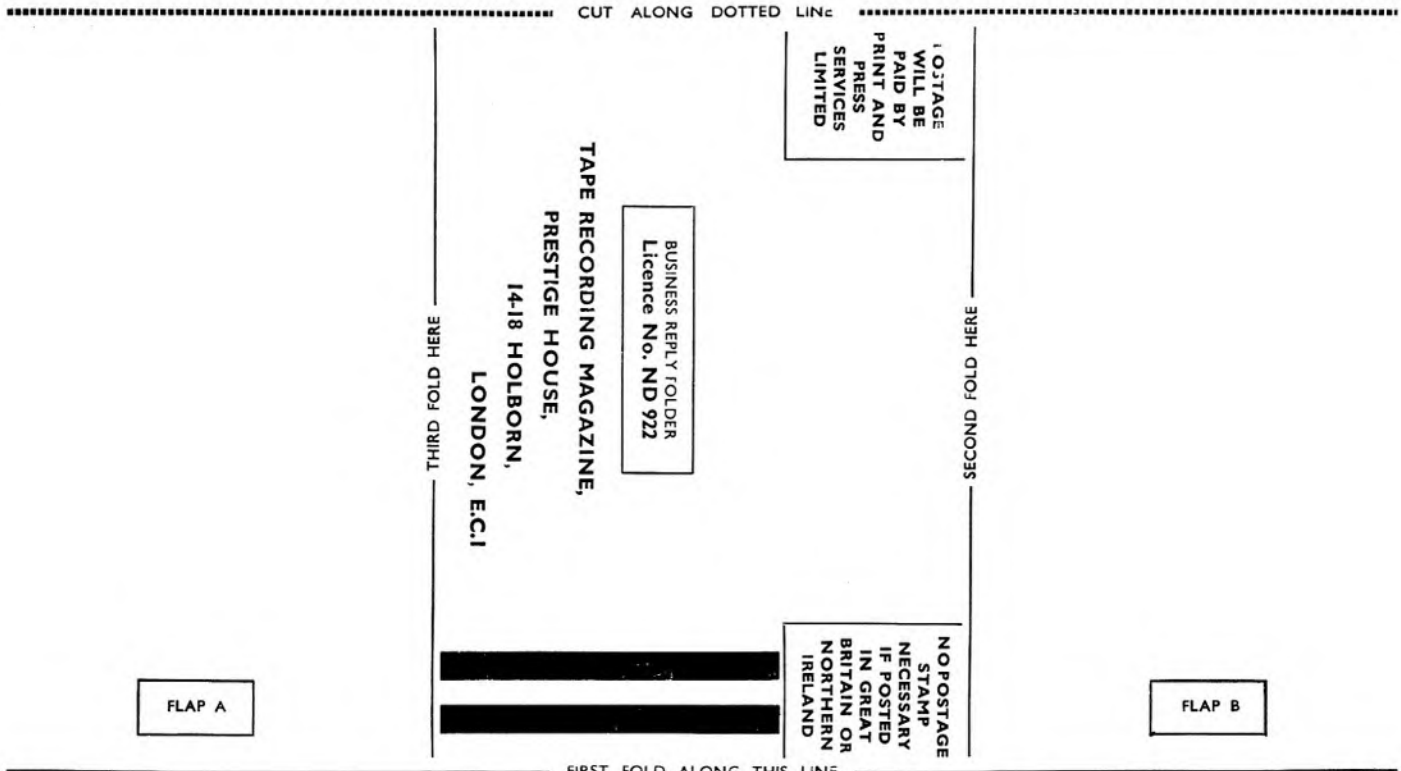 CUT ALONG DOTTED LINE
POSTAGE
WILL BE
PAID BY
PRINT AND
PRESS
SERVICES
LIMITED
NO POSTAGE
STAMP
NECESSARY
IF POSTED
IN GREAT
BRITAIN OR
NORTHERN
IRELAND
BUSINESS REPLY FOLDER
Licence No. ND 922
TAPE RECORDING MAGAZINE,
PRESTIGE HOUSE,
14-18 HOLBORN,
LONDON, E.C.1
THIRD FOLD HERE
SECOND FOLD HERE
FLAP A
FLAP B
FIRST FOLD ALONG THIS LINE